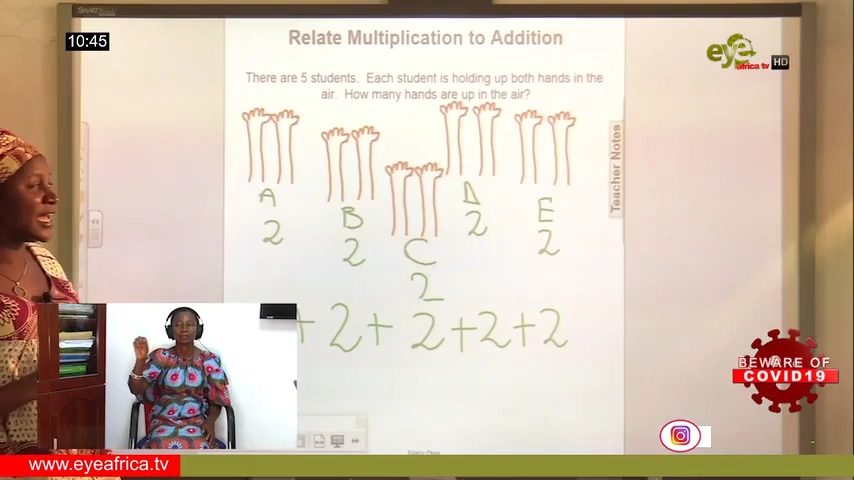 SMART
10:45
Relate Multiplication to Addition
eye
africa tv HD
There are 5 students. Each student is holding up both hands in the
air. How many hands are up in the air?
Teacher Notes
A B C D E
2 2 2 2 2
+ 2 + 2 + 2 + 2
BEWARE OF
COVID19
www.eyeafrica.tv